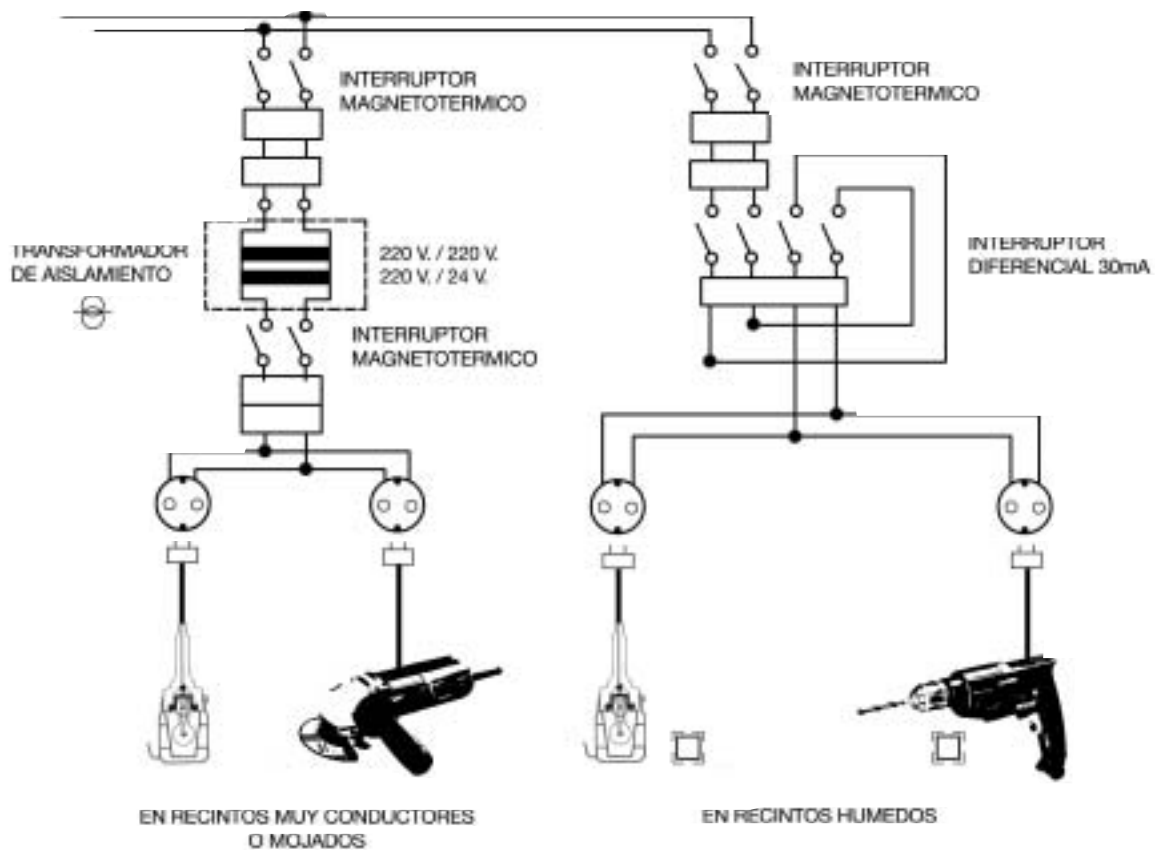 INTERRUPTOR
MAGNETOTERMICO
INTERRUPTOR
MAGNETOTERMICO
TRANSFORMADOR
DE AISLAMIENTO
220 V. / 220 V.
220 V. / 24 V.
INTERRUPTOR
DIFERENCIAL 30mA
INTERRUPTOR
MAGNETOTERMICO
EN RECINTOS MUY CONDUCTORES
O MOJADOS
EN RECINTOS HUMEDOS